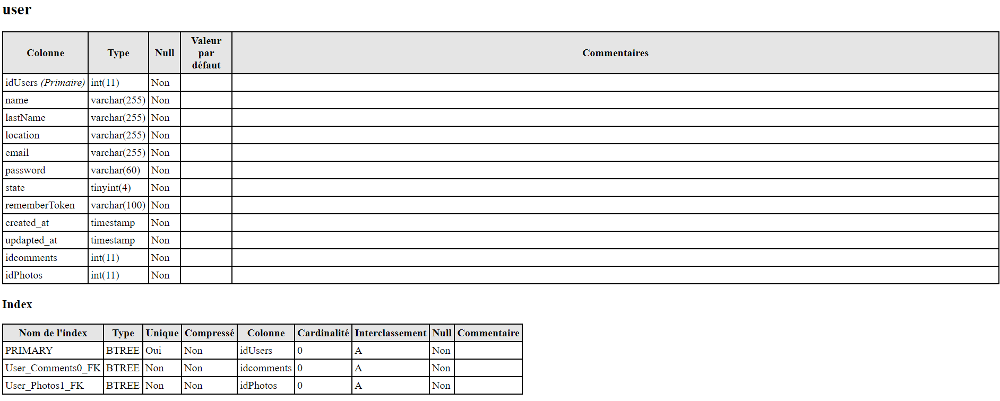 user
Colonne Type Null Valeur par défaut Commentaires
idUsers (Primaire) int(11) Non
name varchar(255) Non
lastName varchar(255) Non
location varchar(255) Non
email varchar(255) Non
password varchar(60) Non
state tinyint(4) Non
rememberToken varchar(100) Non
created_at timestamp Non
updapted_at timestamp Non
idcomments int(11) Non
idPhotos int(11) Non
Index
Nom de l'index Type Unique Compressé Colonne Cardinalité Interclassement Null Commentaire
PRIMARY BTREE Oui Non idUsers 0 A Non
User_Comments0_FK BTREE Non Non idcomments 0 A Non
User_Photos1_FK BTREE Non Non idPhotos 0 A Non